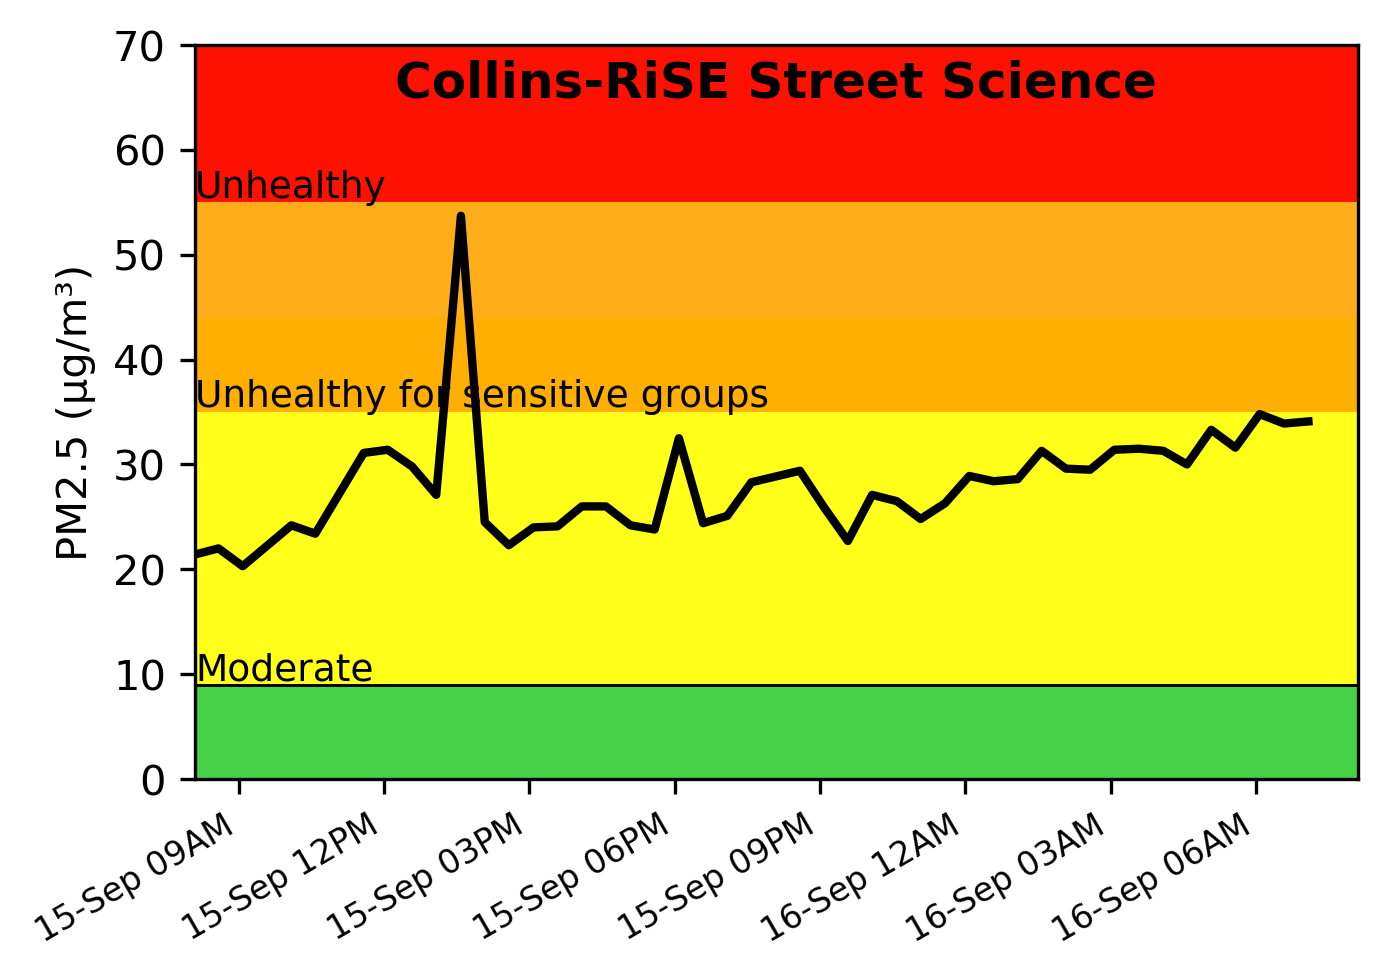 Collins-RiSE Street Science
70
60
50
40
30
20
10
0
PM2.5 (µg/m³)
Unhealthy
Unhealthy for sensitive groups
Moderate
15-Sep 09AM
15-Sep 12PM
15-Sep 03PM
15-Sep 06PM
15-Sep 09PM
16-Sep 12AM
16-Sep 03AM
16-Sep 06AM